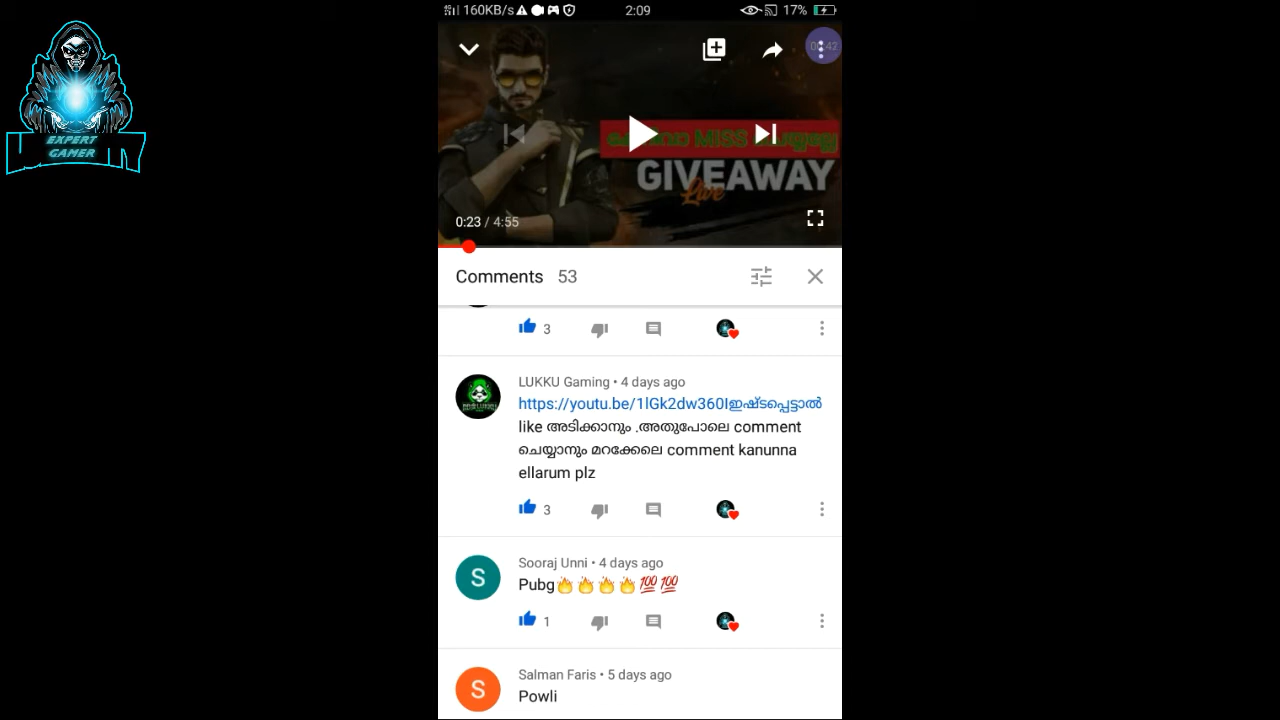 160KB/s 2:09 17%
EXPERT
GAMER
00:42
MISS
GIVEAWAY
Live
0:23 / 4:55
Comments 53
3
LUKKU Gaming • 4 days ago
https://youtu.be/1lGk2dw360Iഇഷ്ടപ്പെട്ടാൽ
like അടിക്കാനും .അതുപോലെ comment
ചെയ്യാനും മറക്കേലെ comment kanunna
ellarum plz
3
Sooraj Unni • 4 days ago
Pubg🔥🔥🔥🔥💯💯
1
S
Salman Faris • 5 days ago
Powli
S